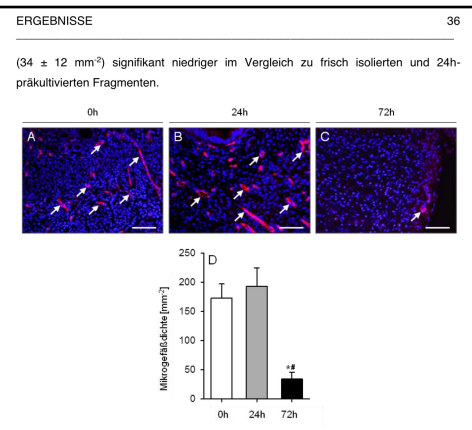 ERGEBNISSE 36
(34 ± 12 mm⁻²) signifikant niedriger im Vergleich zu frisch isolierten und 24h-
präkultivierten Fragmenten.
0h 24h 72h
A B C
D
Mikrogefäßdichte [mm⁻²]
250
200
150
100
50
0
*#
0h 24h 72h